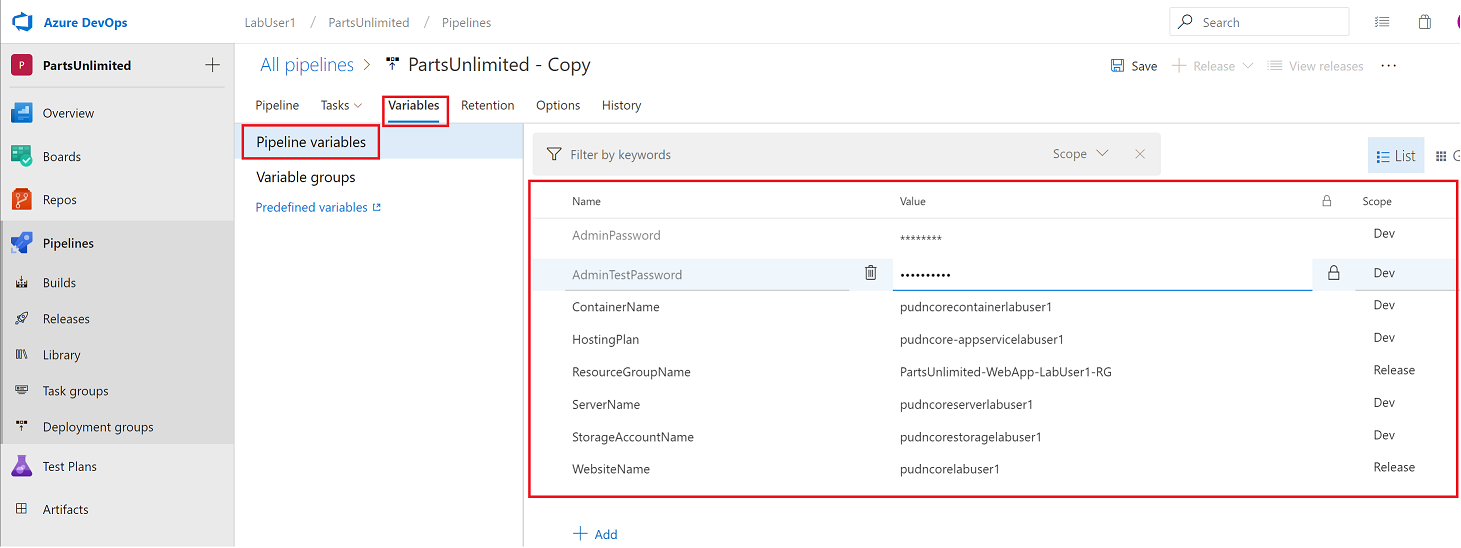 Azure DevOps LabUser1 / PartsUnlimited / Pipelines Search
P PartsUnlimited
All pipelines > PartsUnlimited - Copy Save Release View releases ...
Pipeline Tasks Variables Retention Options History
Overview
Boards
Repos
Pipelines
Builds
Releases
Library
Task groups
Deployment groups
Test Plans
Artifacts
Pipeline variables
Variable groups
Predefined variables
Filter by keywords Scope List G
Name Value Scope
AdminPassword ******** Dev
AdminTestPassword •••••••••• Dev
ContainerName pudncorecontainerlabuser1 Dev
HostingPlan pudncore-appservicelabuser1 Dev
ResourceGroupName PartsUnlimited-WebApp-LabUser1-RG Release
ServerName pudncoreserverlabuser1 Dev
StorageAccountName pudncorestoragelabuser1 Dev
WebsiteName pudncorelabuser1 Release
+ Add